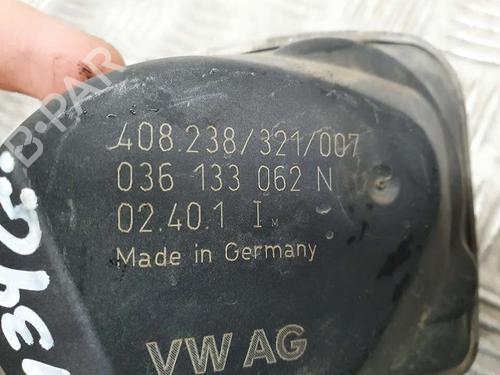 408.238/321/007
036 133 062 N
02.40.1 I M
Made in Germany
VW AG
B-PAR